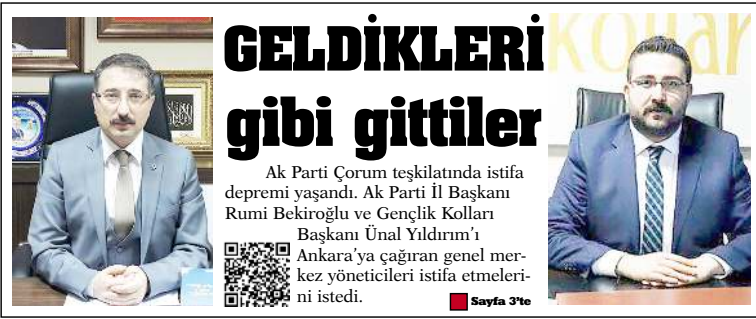 GELDİKLERİ
gibi gittiler
Ak Parti Çorum teşkilatında istifa
depremi yaşandı. Ak Parti İl Başkanı
Rumi Bekiroğlu ve Gençlik Kolları
Başkanı Ünal Yıldırım’ı
Ankara’ya çağıran genel mer-
kez yöneticileri istifa etmeleri-
ni istedi.
Sayfa 3’te
kollar